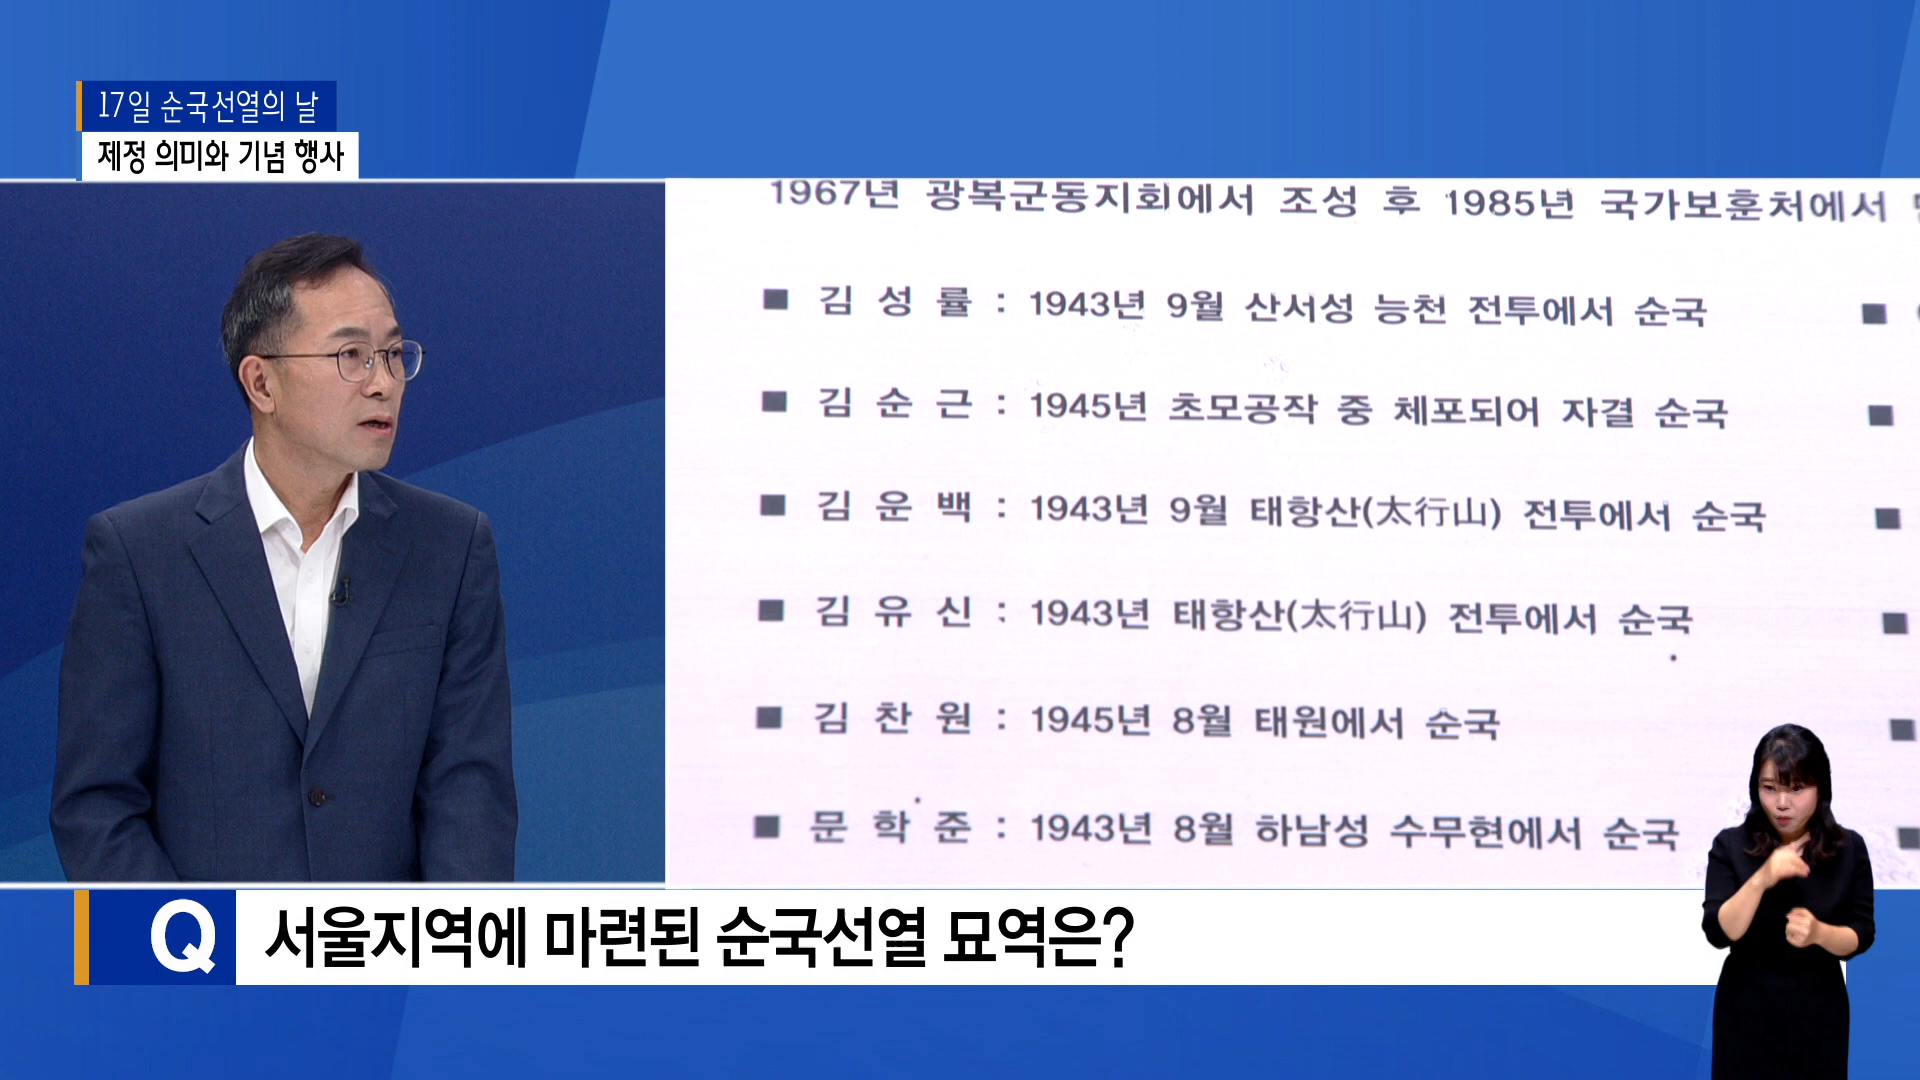 17일 순국선열의 날
제정 의미와 기념 행사
1967년 광복군동지회에서 조성 후 1985년 국가보훈처에서
■ 김 성 률 : 1943년 9월 산서성 능천 전투에서 순국
■ 김 순 근 : 1945년 초모공작 중 체포되어 자결 순국
■ 김 운 백 : 1943년 9월 태항산(太行山) 전투에서 순국
■ 김 유 신 : 1943년 태항산(太行山) 전투에서 순국
■ 김 찬 원 : 1945년 8월 태원에서 순국
■ 문 학 준 : 1943년 8월 하남성 수무현에서 순국
Q 서울지역에 마련된 순국선열 묘역은?